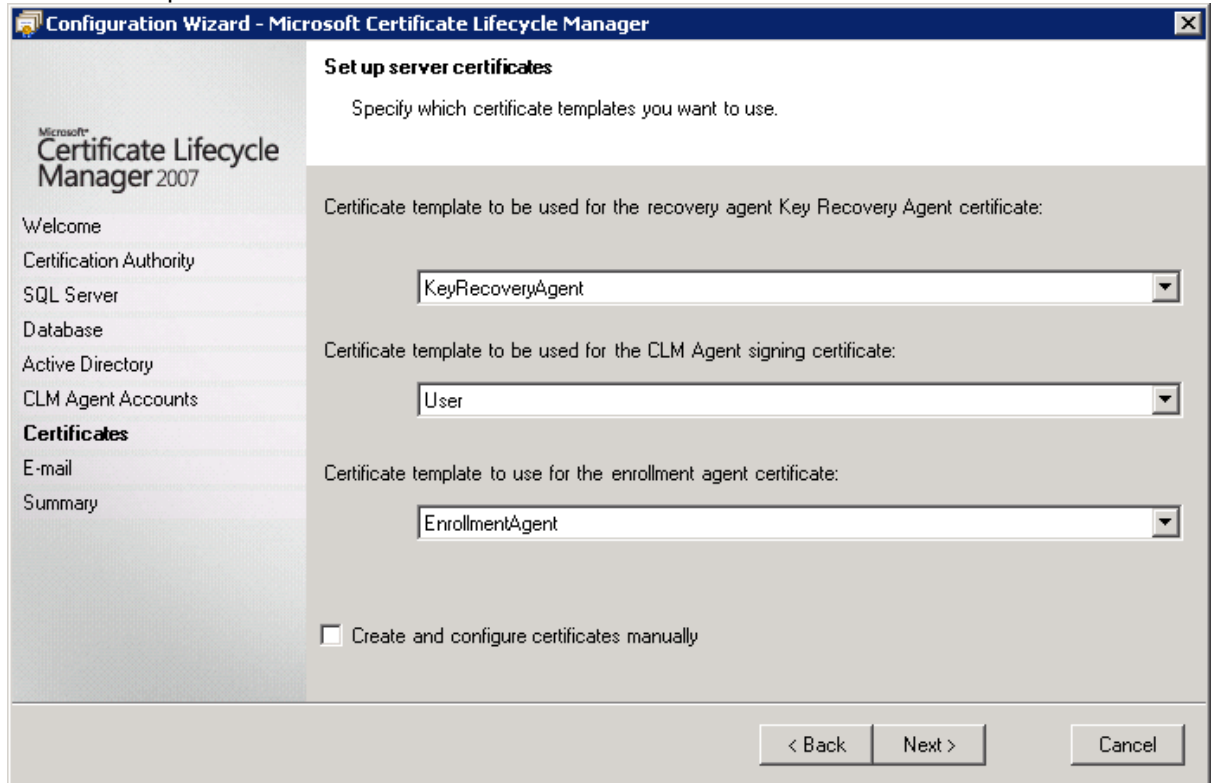 Configuration Wizard - Microsoft Certificate Lifecycle Manager
Set up server certificates
Specify which certificate templates you want to use.
Microsoft®
Certificate Lifecycle
Manager 2007
Welcome
Certification Authority
SQL Server
Database
Active Directory
CLM Agent Accounts
Certificates
E-mail
Summary
Certificate template to be used for the recovery agent Key Recovery Agent certificate:
KeyRecoveryAgent
Certificate template to be used for the CLM Agent signing certificate:
User
Certificate template to use for the enrollment agent certificate:
EnrollmentAgent
Create and configure certificates manually
< Back Next > Cancel